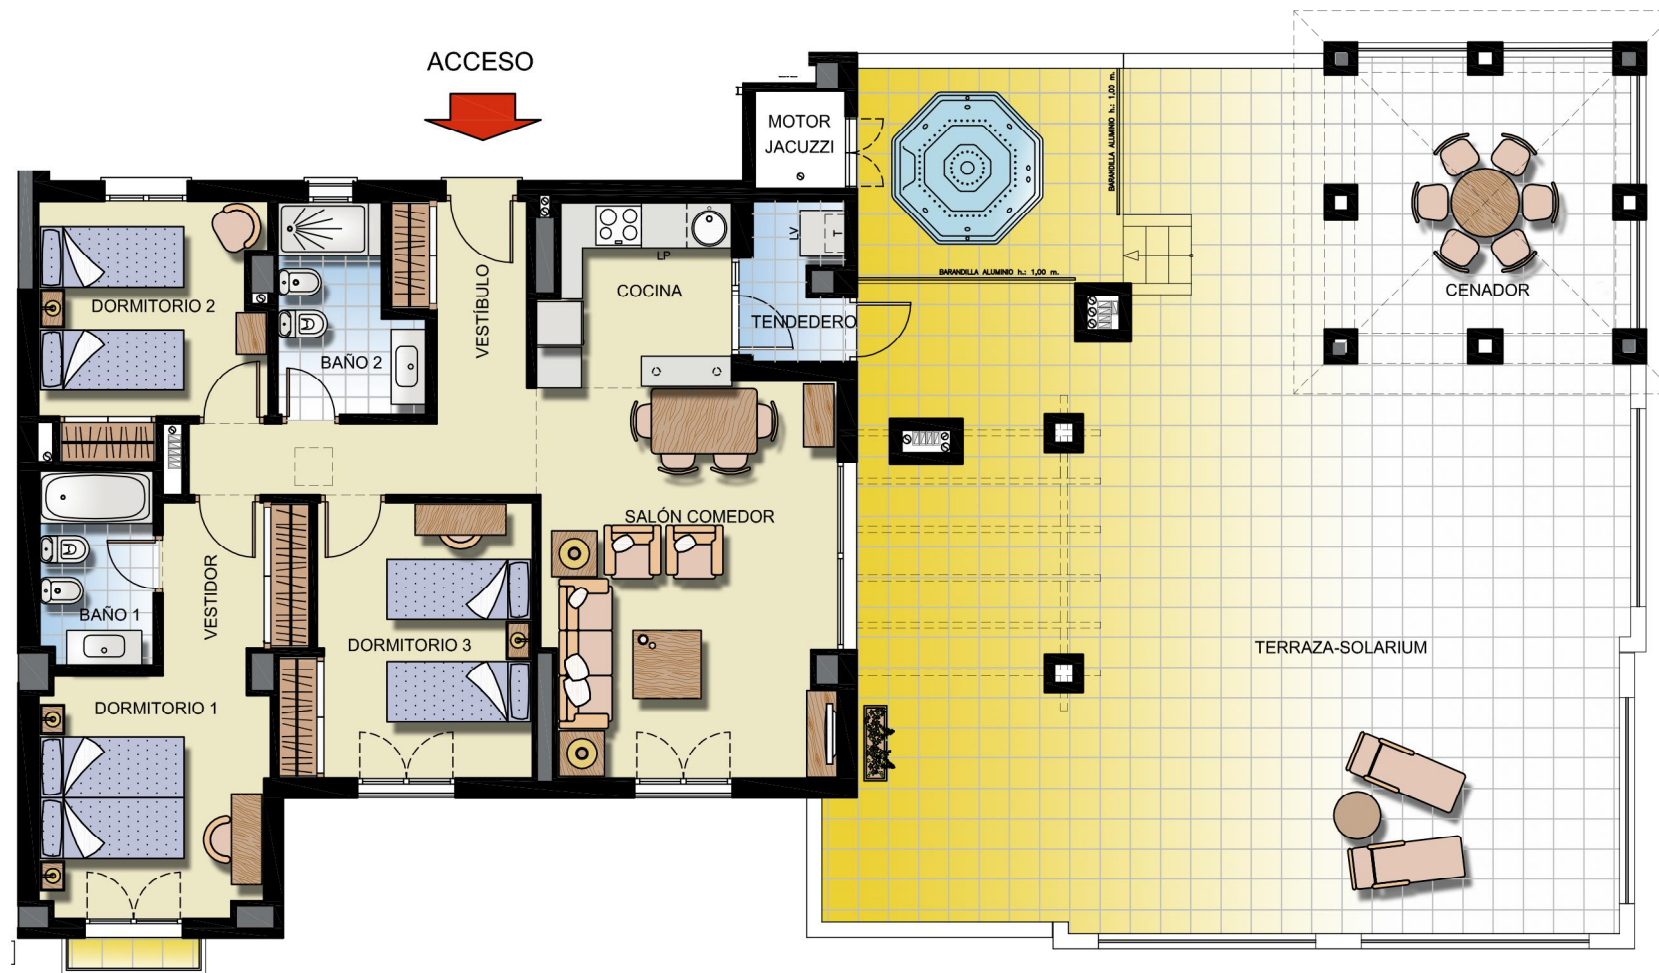 ACCESO
MOTOR
JACUZZI
BARANDILLA ALUMINIO h.: 1,00 m.
LV
T
LP
VESTÍBULO
COCINA
BARANDILLA ALUMINIO h.: 1,00 m.
CENADOR
DORMITORIO 2
TENDEDERO
BAÑO 2
SALÓN COMEDOR
VESTIDOR
BAÑO 1
DORMITORIO 3
TERRAZA-SOLARIUM
DORMITORIO 1